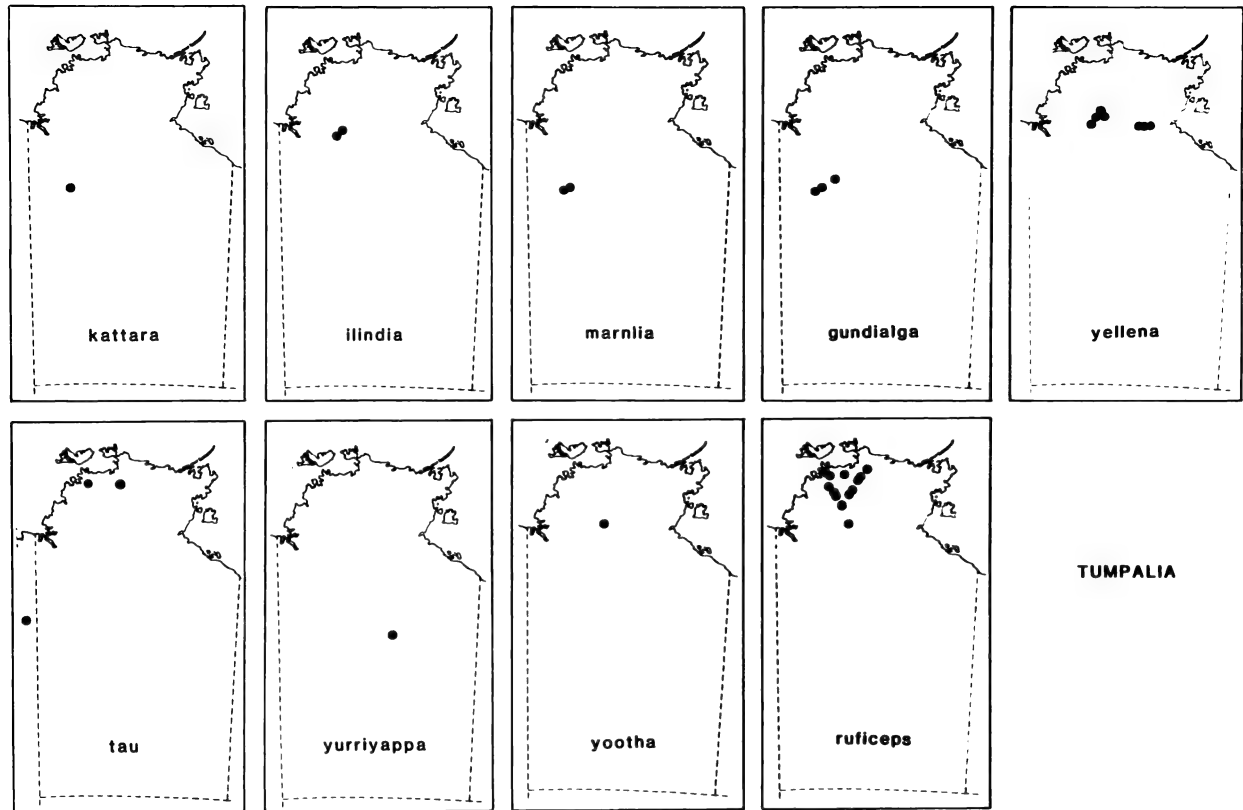 kattara
ilindia
marnlia
gundialga
yellena
tau
yurriyappa
yootha
ruficeps
TUMPALIA